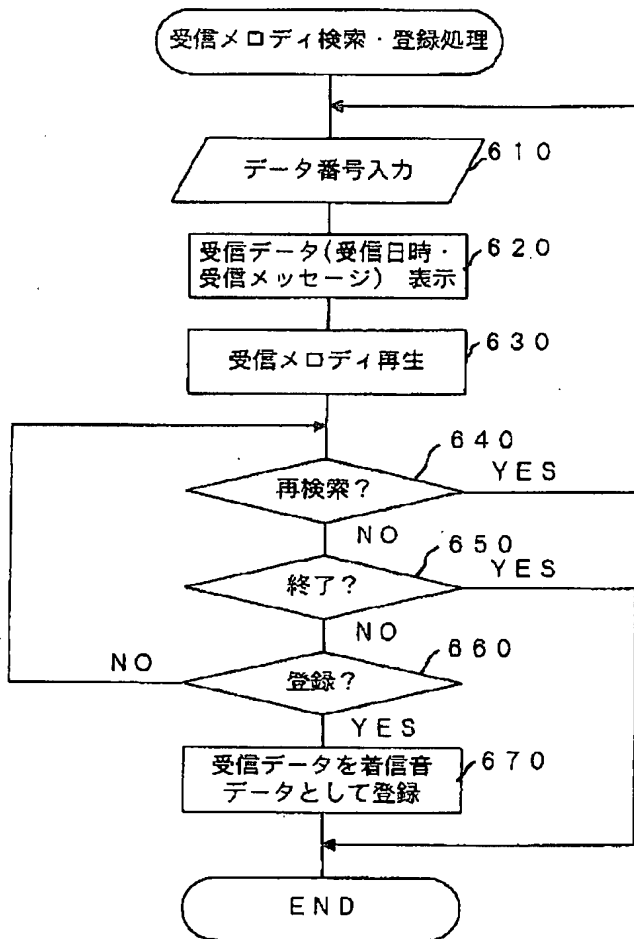 受信メロディ検索・登録処理
データ番号入力
610
受信データ(受信日時・
受信メッセージ) 表示
620
受信メロディ再生
630
再検索?
640
YES
NO
終了?
650
YES
NO
登録?
660
NO
YES
受信データを着信音
データとして登録
670
END